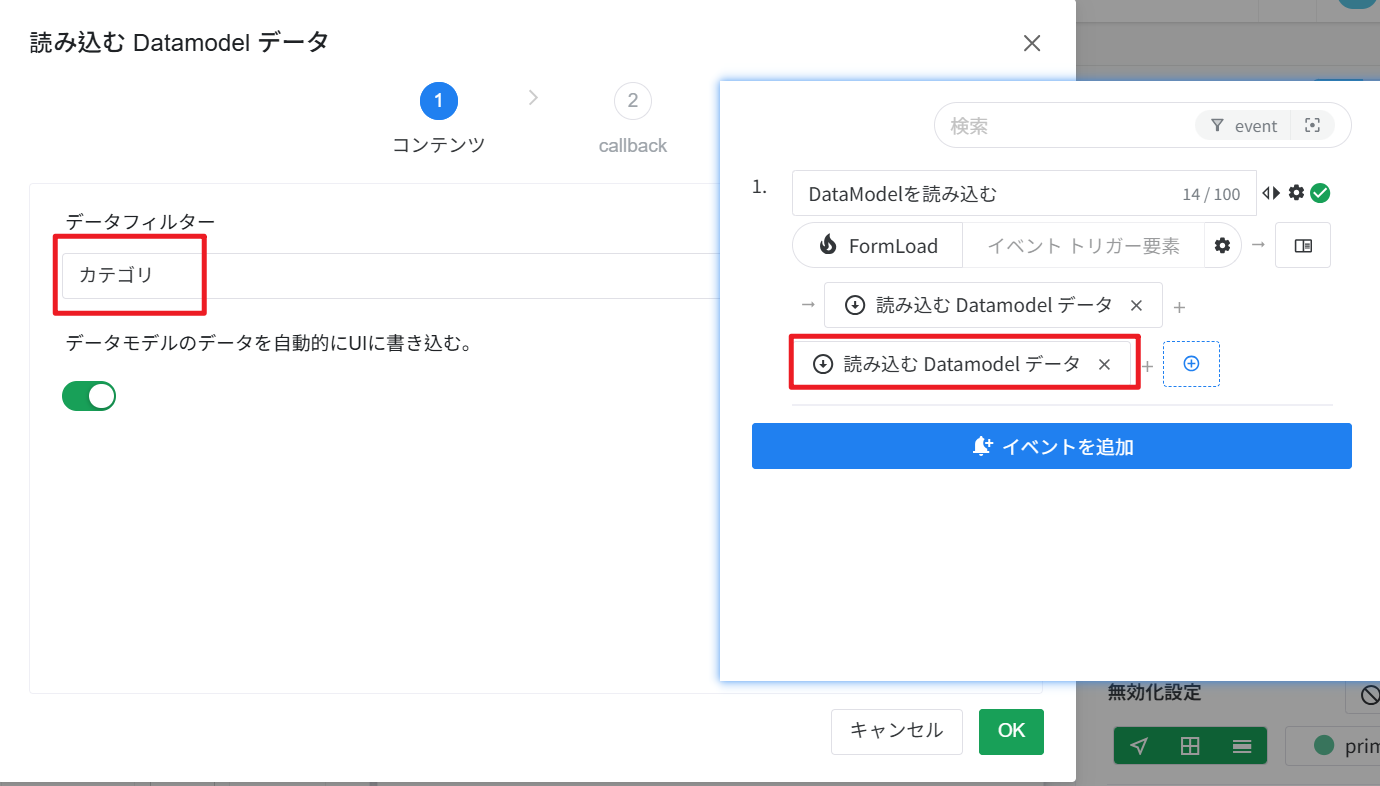 読み込む Datamodel データ
1
2
コンテンツ
callback
データフィルター
カテゴリ
データモデルのデータを自動的にUIに書き込む。
キャンセル
OK
検索
event
1.
DataModelを読み込む
14 / 100
FormLoad
イベント トリガー要素
読み込む Datamodel データ
読み込む Datamodel データ
イベントを追加
無効化設定
prim